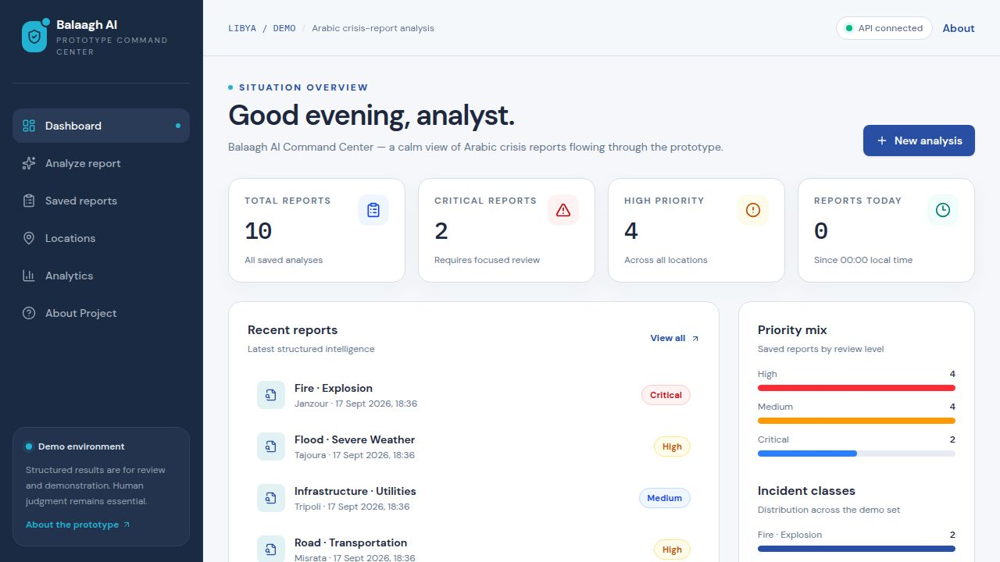 Balaagh AI
PROTOTYPE COMMAND
CENTER
Dashboard
Analyze report
Saved reports
Locations
Analytics
About Project
Demo environment
Structured results are for review
and demonstration. Human
judgment remains essential.
About the prototype
LIBYA / DEMO / Arabic crisis-report analysis
API connected
About
SITUATION OVERVIEW
Good evening, analyst.
Balaagh AI Command Center — a calm view of Arabic crisis reports flowing through the prototype.
New analysis
TOTAL REPORTS
10
All saved analyses
CRITICAL REPORTS
2
Requires focused review
HIGH PRIORITY
4
Across all locations
REPORTS TODAY
0
Since 00:00 local time
Recent reports
Latest structured intelligence
View all
Fire · Explosion
Janzour · 17 Sept 2026, 18:36
Critical
Flood · Severe Weather
Tajoura · 17 Sept 2026, 18:36
High
Infrastructure · Utilities
Tripoli · 17 Sept 2026, 18:36
Medium
Road · Transportation
Misrata · 17 Sept 2026, 18:36
High
Priority mix
Saved reports by review level
High 4
Medium 4
Critical 2
Incident classes
Distribution across the demo set
Fire · Explosion 2